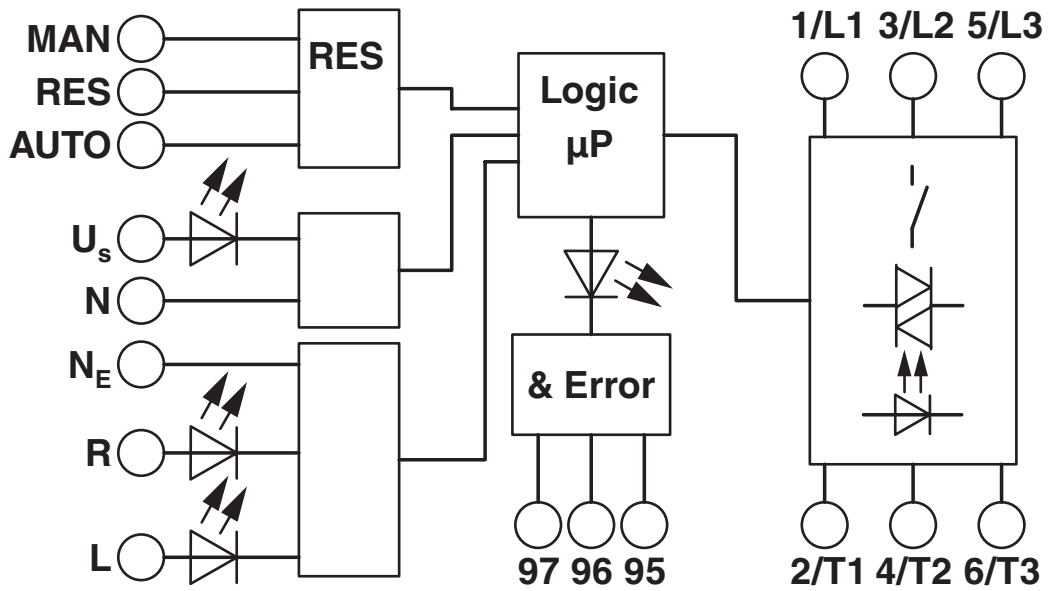 MAN
RES
AUTO
RES
Us
N
NE
R
L
Logic
µP
& Error
97 96 95
1/L1 3/L2 5/L3
2/T1 4/T2 6/T3